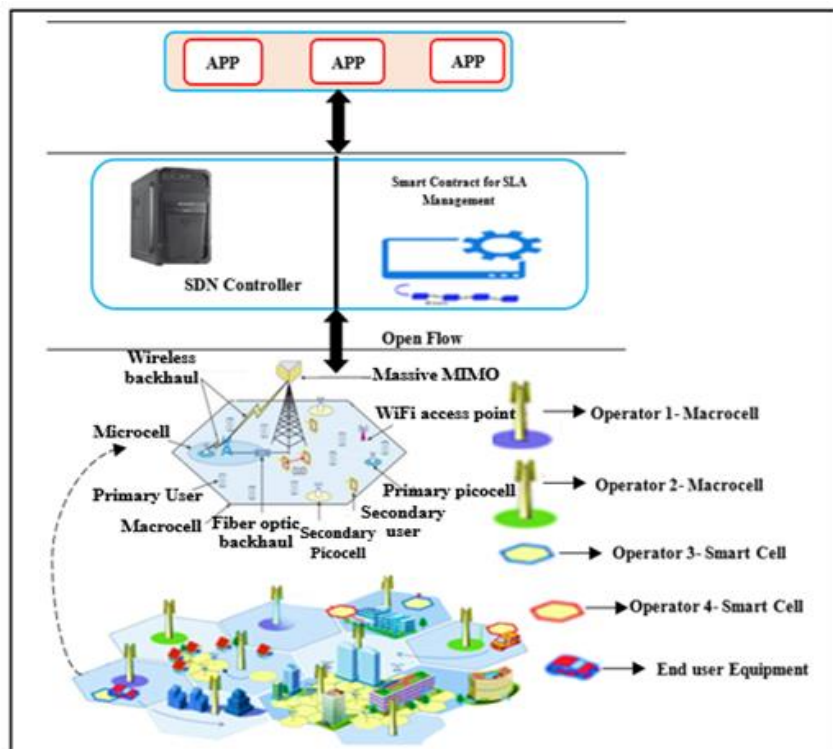 APP
APP
APP
Smart Contract for SLA
Management
SDN Controller
Open Flow
Wireless
backhaul
Massive MIMO
WiFi access point
Microcell
Primary User
Macrocell
Fiber optic
backhaul
Secondary
Picocell
Primary picocell
Secondary
user
Operator 1- Macrocell
Operator 2- Macrocell
Operator 3- Smart Cell
Operator 4- Smart Cell
End user Equipment